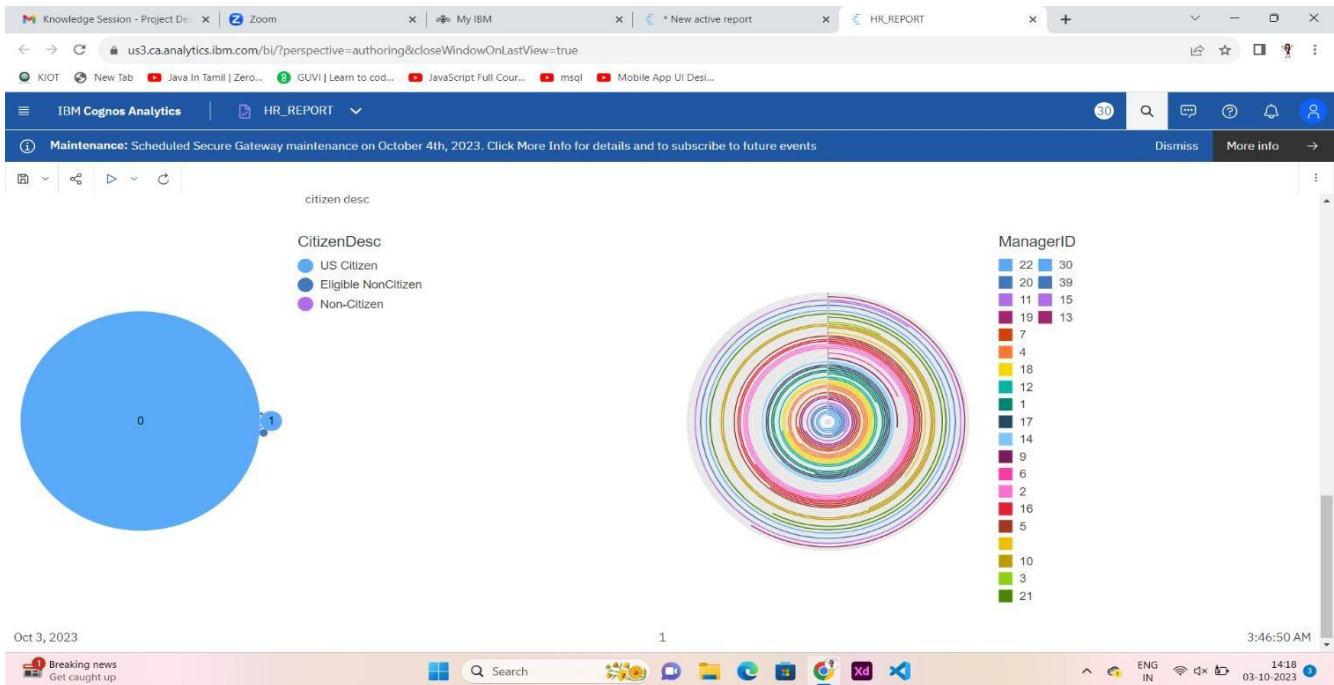 Knowledge Session - Project De
Zoom
My IBM
* New active report
HR_REPORT
us3.ca.analytics.ibm.com/bi/?perspective=authoring&closeWindowOnLastView=true
KIOT
New Tab
Java In Tamil | Zero...
GUVI | Learn to cod...
JavaScript Full Cour...
msql
Mobile App UI Desi...
IBM Cognos Analytics
HR_REPORT
30
Maintenance: Scheduled Secure Gateway maintenance on October 4th, 2023. Click More Info for details and to subscribe to future events
Dismiss
More info
citizen desc
CitizenDesc
US Citizen
Eligible NonCitizen
Non-Citizen
0
1
ManagerID
22 30
20 39
11 15
19 13
7
4
18
12
1
17
14
9
6
2
16
5
10
3
21
Oct 3, 2023
1
3:46:50 AM
1
Breaking news
Get caught up
Search
Xd
ENG
IN
14:18
03-10-2023
3